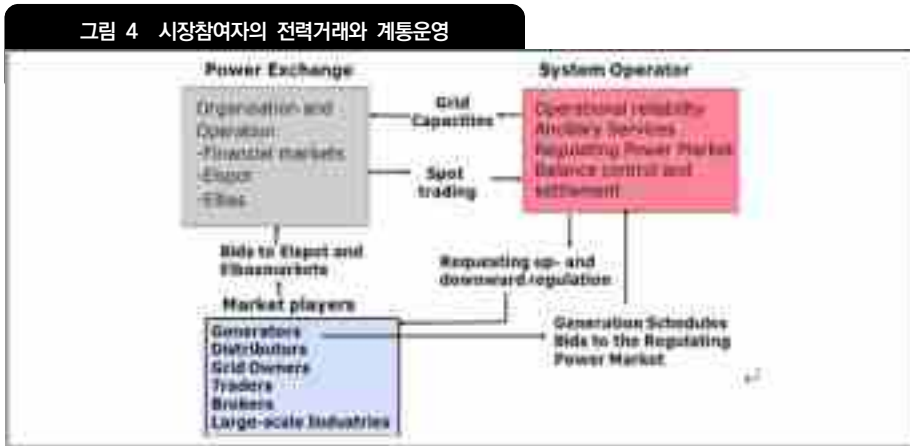 그림 4 시장참여자의 전력거래와 계통운영
Power Exchange
System Operator
Organisation and
Operation
-Financial markets
-Elspot
-Elbas
Grid
Capacities
Spot
trading
Operational reliability
Ancillary Services
Regulating Power Market
Balance control and
settlement
Bids to Elspot and
Elbasmarkets
Requesting up- and
downward regulation
Market players
Generators
Distributors
Grid Owners
Traders
Brokers
Large-scale Industries
Generation Schedules
Bids to the Regulating
Power Market